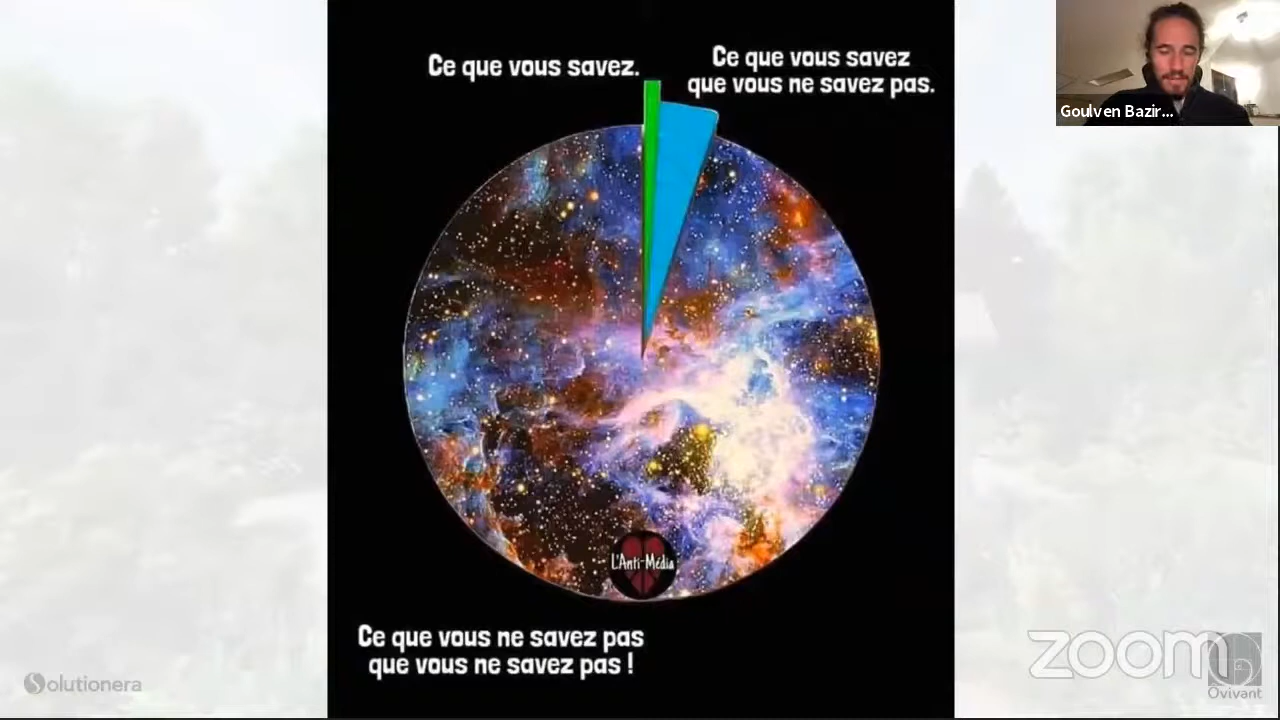 Ce que vous savez.
Ce que vous savez
que vous ne savez pas.
Goulven Bazir...
L'Anti-Média
Ce que vous ne savez pas
que vous ne savez pas !
Solutionera
zoom
Ovivant